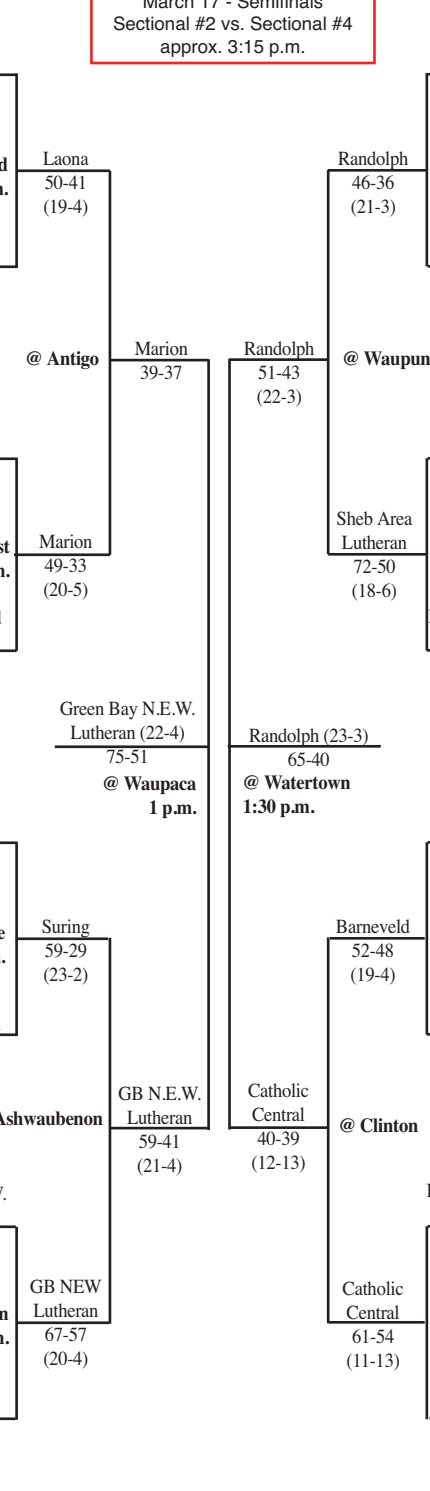 March 17 - Semifinals
Sectional #2 vs. Sectional #4
approx. 3:15 p.m.
Laona
50-41
(19-4)
@ Antigo
Marion
39-37
Marion
49-33
(20-5)
Green Bay N.E.W.
Lutheran (22-4)
75-51
@ Waupaca
1 p.m.
Suring
59-29
(23-2)
Ashwaubenon
GB N.E.W.
Lutheran
59-41
(21-4)
GB NEW
Lutheran
67-57
(20-4)
Randolph
46-36
(21-3)
Randolph
51-43
(22-3)
@ Waupun
Sheb Area
Lutheran
72-50
(18-6)
Randolph (23-3)
65-40
@ Watertown
1:30 p.m.
Barneveld
52-48
(19-4)
Catholic
Central
40-39
(12-13)
@ Clinton
Catholic
Central
61-54
(11-13)